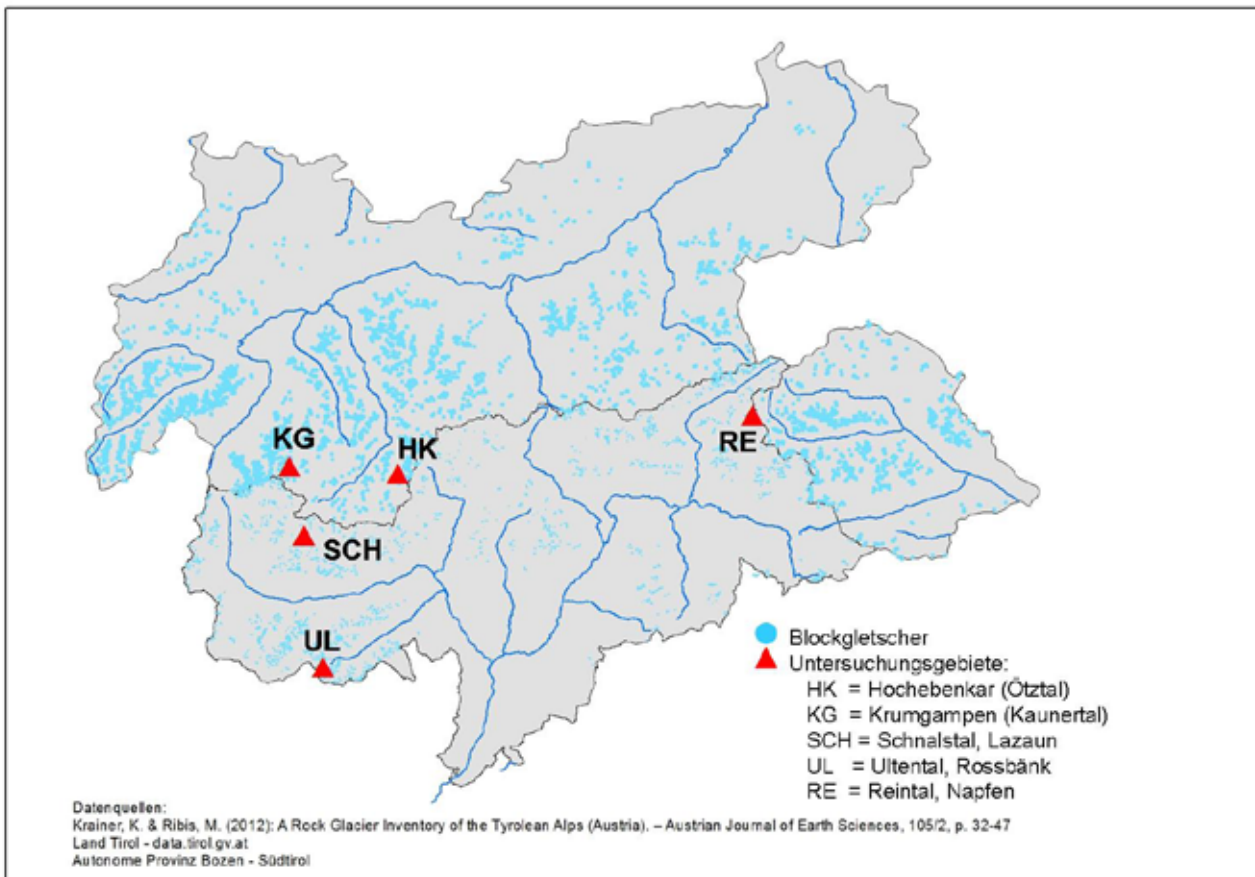 KG
HK
RE
SCH
UL
Blockgletscher
Untersuchungsgebiete:
HK = Hochebenkar (Ötztal)
KG = Krumgampen (Kaunertal)
SCH = Schnalstal, Lazaun
UL = Ultental, Rossbänk
RE = Reintal, Napfen
Datenquellen:
Krainer, K. & Ribis, M. (2012): A Rock Glacier Inventory of the Tyrolean Alps (Austria). – Austrian Journal of Earth Sciences, 105/2, p. 32-47
Land Tirol - data.tirol.gv.at
Autonome Provinz Bozen - Südtirol